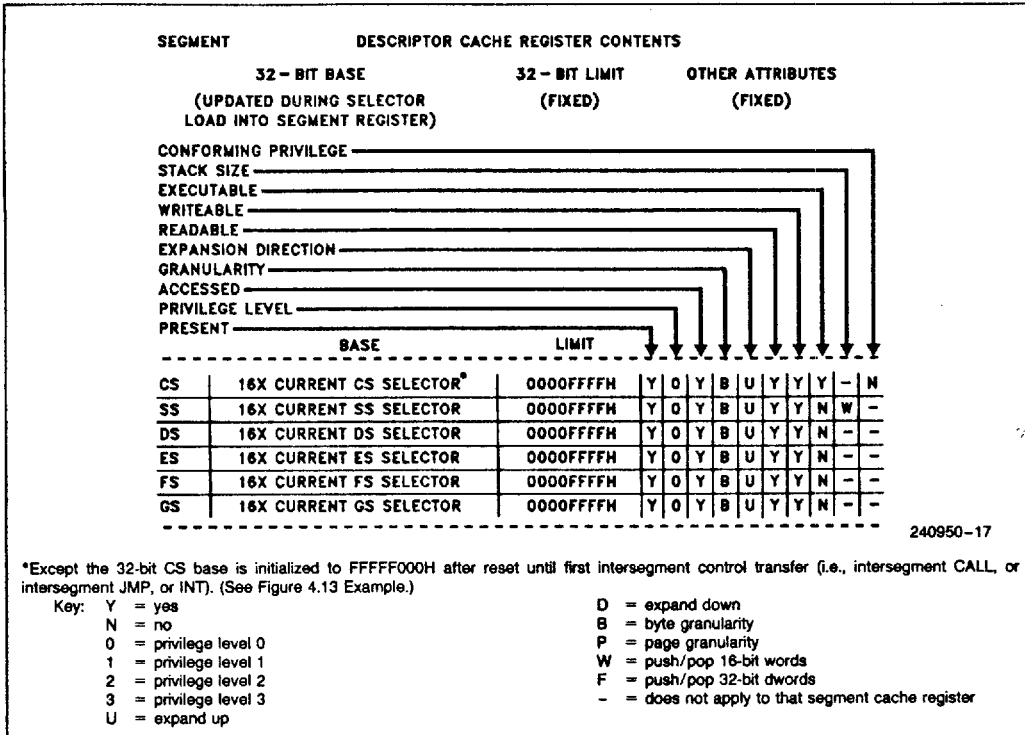 SEGMENT DESCRIPTOR CACHE REGISTER CONTENTS
32 – BIT BASE 32 – BIT LIMIT OTHER ATTRIBUTES
(UPDATED DURING SELECTOR (FIXED) (FIXED)
LOAD INTO SEGMENT REGISTER)
CONFORMING PRIVILEGE
STACK SIZE
EXECUTABLE
WRITEABLE
READABLE
EXPANSION DIRECTION
GRANULARITY
ACCESSED
PRIVILEGE LEVEL
PRESENT
BASE LIMIT
CS 16X CURRENT CS SELECTOR* 0000FFFFH Y 0 Y B U Y Y Y - N
SS 16X CURRENT SS SELECTOR 0000FFFFH Y 0 Y B U Y Y N W -
DS 16X CURRENT DS SELECTOR 0000FFFFH Y 0 Y B U Y Y N - -
ES 16X CURRENT ES SELECTOR 0000FFFFH Y 0 Y B U Y Y N - -
FS 16X CURRENT FS SELECTOR 0000FFFFH Y 0 Y B U Y Y N - -
GS 16X CURRENT GS SELECTOR 0000FFFFH Y 0 Y B U Y Y N - -
240950–17
*Except the 32-bit CS base is initialized to FFFFF000H after reset until first intersegment control transfer (i.e., intersegment CALL, or
intersegment JMP, or INT). (See Figure 4.13 Example.)
Key: Y = yes
N = no
0 = privilege level 0
1 = privilege level 1
2 = privilege level 2
3 = privilege level 3
U = expand up
D = expand down
B = byte granularity
P = page granularity
W = push/pop 16-bit words
F = push/pop 32-bit dwords
– = does not apply to that segment cache register